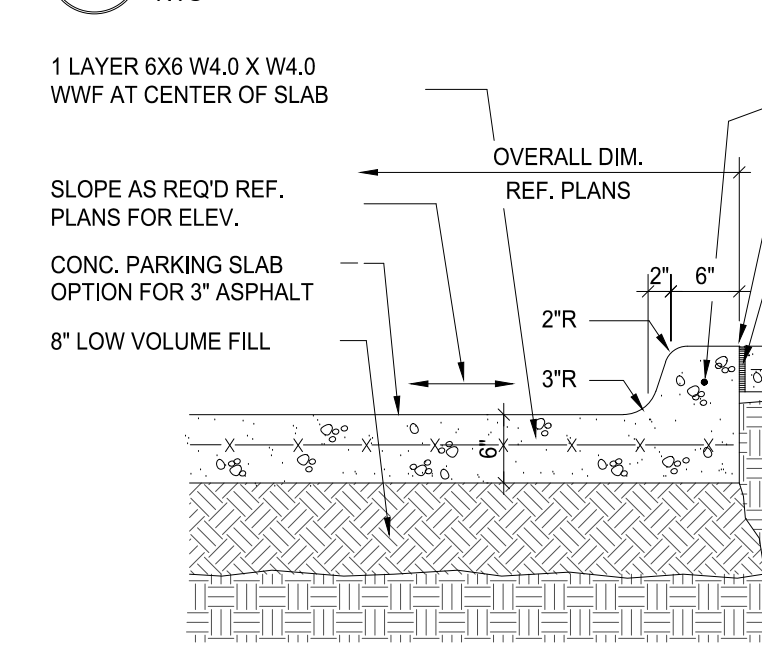 1 LAYER 6X6 W4.0 X W4.0
WWF AT CENTER OF SLAB
OVERALL DIM.
REF. PLANS
SLOPE AS REQ'D REF.
PLANS FOR ELEV.
CONC. PARKING SLAB
OPTION FOR 3" ASPHALT
8" LOW VOLUME FILL
2"
6"
2"R
3"R
6"